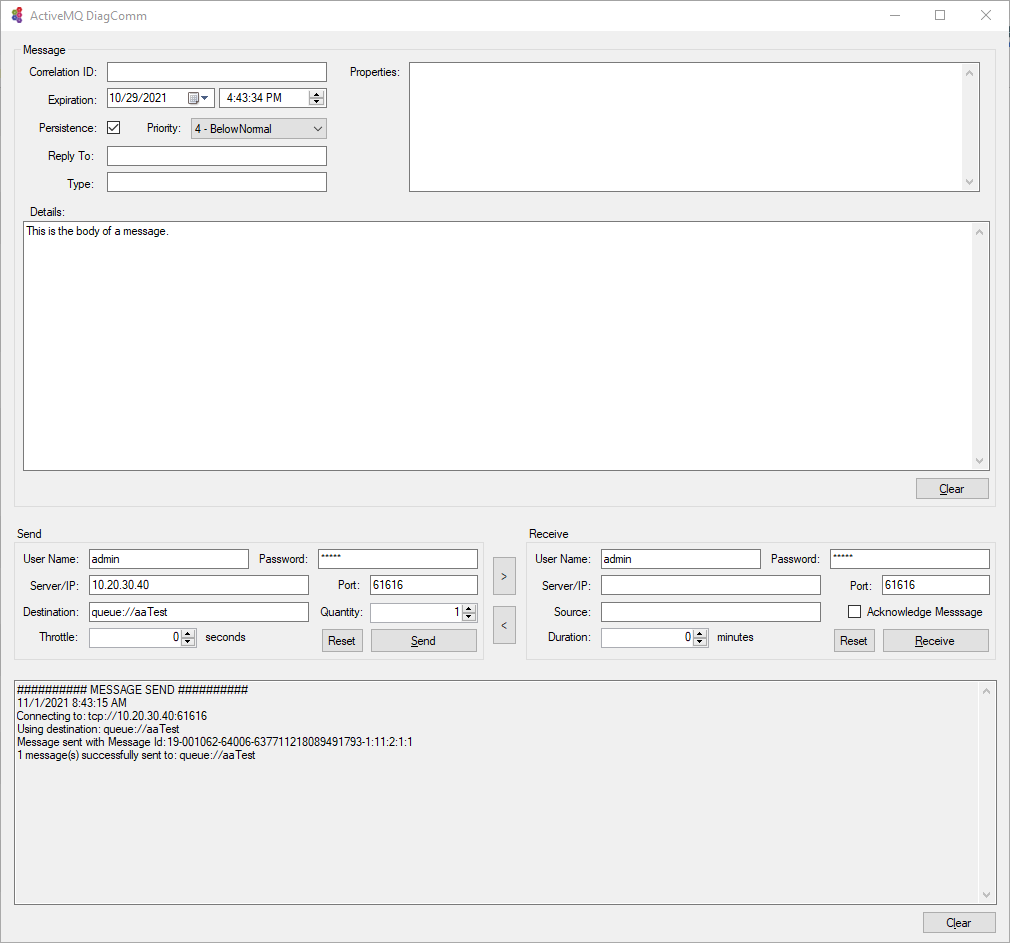 ActiveMQ DiagComm
Message
Correlation ID:
Properties:
Expiration: 10/29/2021 4:43:34 PM
Persistence: Priority: 4 - BelowNormal
Reply To:
Type:
Details:
This is the body of a message.
Clear
Send
User Name: admin Password: *****
Server/IP: 10.20.30.40 Port: 61616
Destination: queue://aaTest Quantity: 1
Throttle: 0 seconds Reset Send
>
<
Receive
User Name: admin Password: *****
Server/IP: Port: 61616
Source: Acknowledge Messsage
Duration: 0 minutes Reset Receive
########## MESSAGE SEND ##########
11/1/2021 8:43:15 AM
Connecting to: tcp://10.20.30.40:61616
Using destination: queue://aaTest
Message sent with Message Id: 19-001062-64006-637711218089491793-1:11:2:1:1
1 message(s) successfully sent to: queue://aaTest
Clear